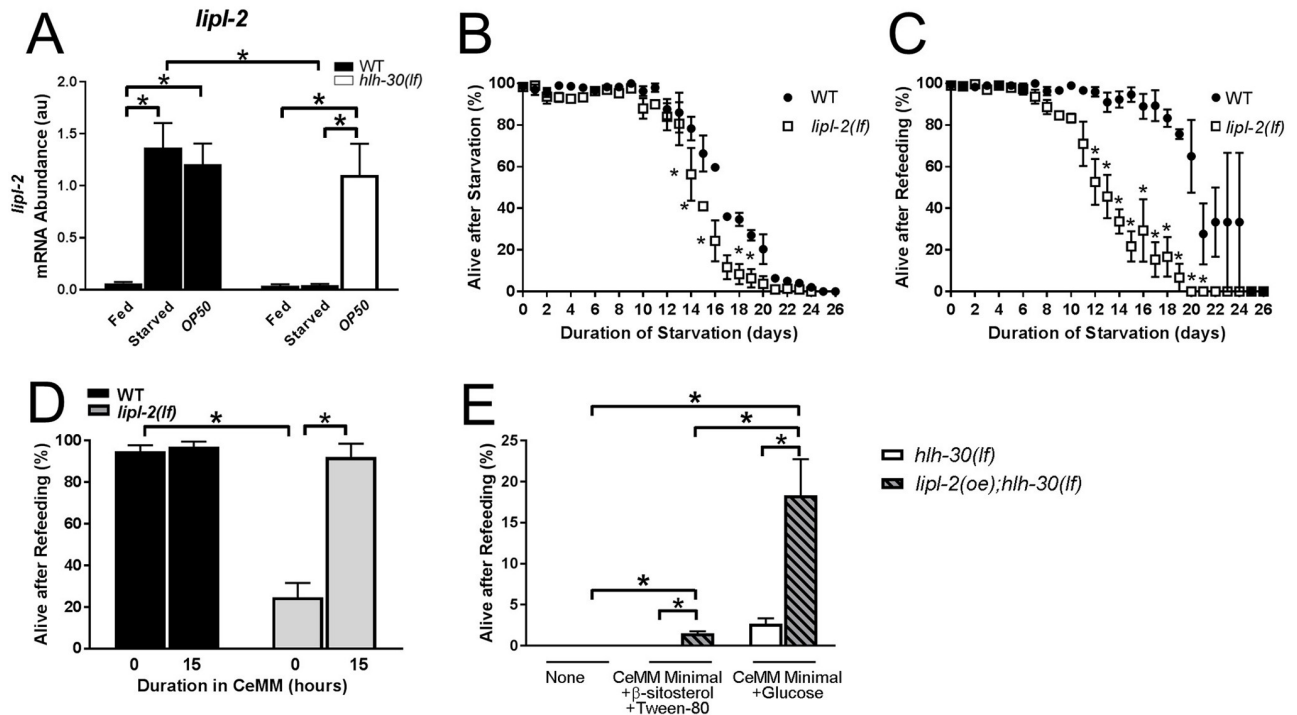 A
lipl-2
WT
hlh-30(lf)
lipl-2
mRNA Abundance (au)
2.0
1.5
1.0
0.5
0.0
* * * * *
Fed Starved OP50 Fed Starved OP50
B
Alive after Starvation (%)
100
80
60
40
20
0
WT
lipl-2(lf)
* * * * *
0 2 4 6 8 10 12 14 16 18 20 22 24 26
Duration of Starvation (days)
C
Alive after Refeeding (%)
100
80
60
40
20
0
WT
lipl-2(lf)
* * * * * * * * * *
0 2 4 6 8 10 12 14 16 18 20 22 24 26
Duration of Starvation (days)
D
WT
lipl-2(lf)
Alive after Refeeding (%)
100
80
60
40
20
0
* *
0 15 0 15
Duration in CeMM (hours)
E
Alive after Refeeding (%)
25
20
15
10
5
0
* * * * *
hlh-30(lf)
lipl-2(oe);hlh-30(lf)
None CeMM Minimal CeMM Minimal
+β-sitosterol +Glucose
+Tween-80